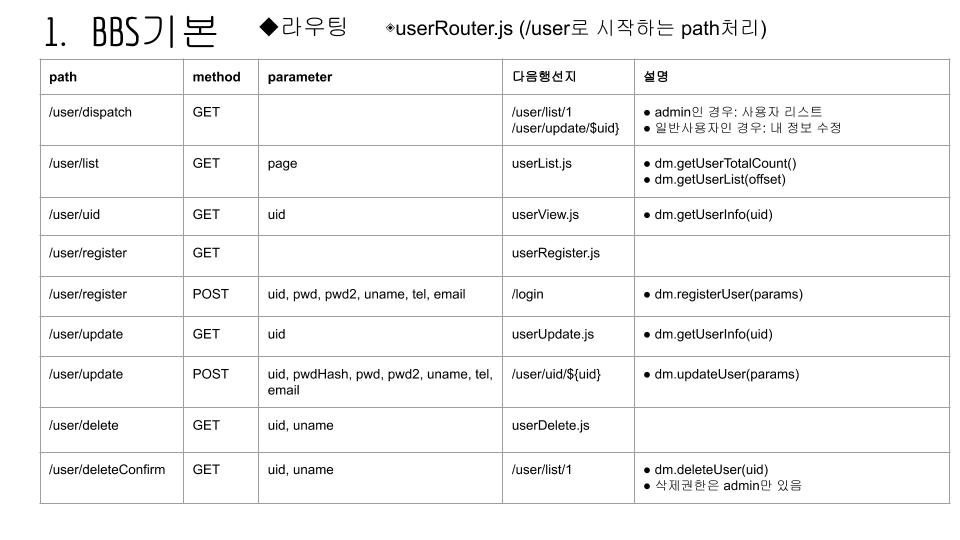 1. BBS기본 ◆라우팅 ◈userRouter.js (/user로 시작하는 path처리)
path method parameter 다음행선지 설명
/user/dispatch GET /user/list/1 ● admin인 경우: 사용자 리스트
/user/update/$uid} ● 일반사용자인 경우: 내 정보 수정
/user/list GET page userList.js ● dm.getUserTotalCount()
● dm.getUserList(offset)
/user/uid GET uid userView.js ● dm.getUserInfo(uid)
/user/register GET userRegister.js
/user/register POST uid, pwd, pwd2, uname, tel, email /login ● dm.registerUser(params)
/user/update GET uid userUpdate.js ● dm.getUserInfo(uid)
/user/update POST uid, pwdHash, pwd, pwd2, uname, tel, /user/uid/${uid} ● dm.updateUser(params)
email
/user/delete GET uid, uname userDelete.js
/user/deleteConfirm GET uid, uname /user/list/1 ● dm.deleteUser(uid)
● 삭제권한은 admin만 있음